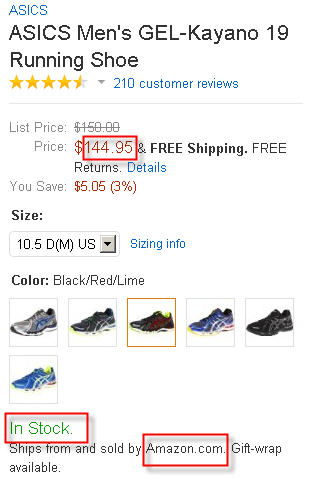 ASICS
ASICS Men's GEL-Kayano 19
Running Shoe
210 customer reviews
List Price: $150.00
Price: $144.95 & FREE Shipping. FREE
Returns. Details
You Save: $5.05 (3%)
Size:
10.5 D(M) US Sizing info
Color: Black/Red/Lime
In Stock.
Ships from and sold by Amazon.com. Gift-wrap
available.